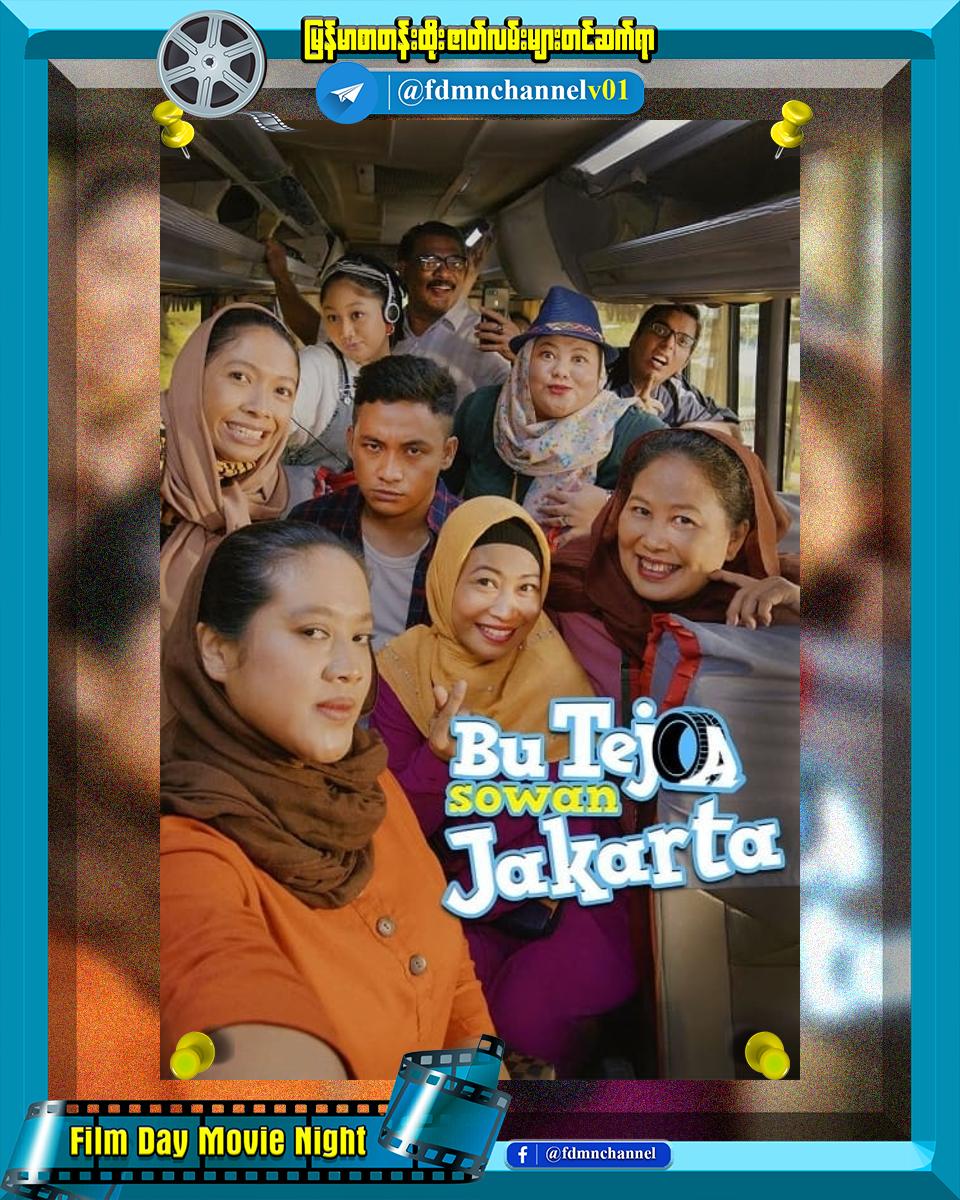 မြန်မာစာတန်းထိုးဇာတ်လမ်းများတင်ဆက်ရာ
@fdmnchannelv01
Bu Tejo
sowan
Jakarta
Film Day Movie Night
@fdmnchannel